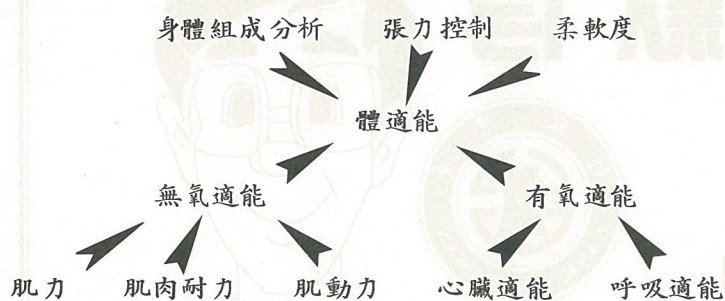 身體組成分析 張力控制 柔軟度
體適能
無氧適能 有氧適能
肌力 肌肉耐力 肌動力 心臟適能 呼吸適能